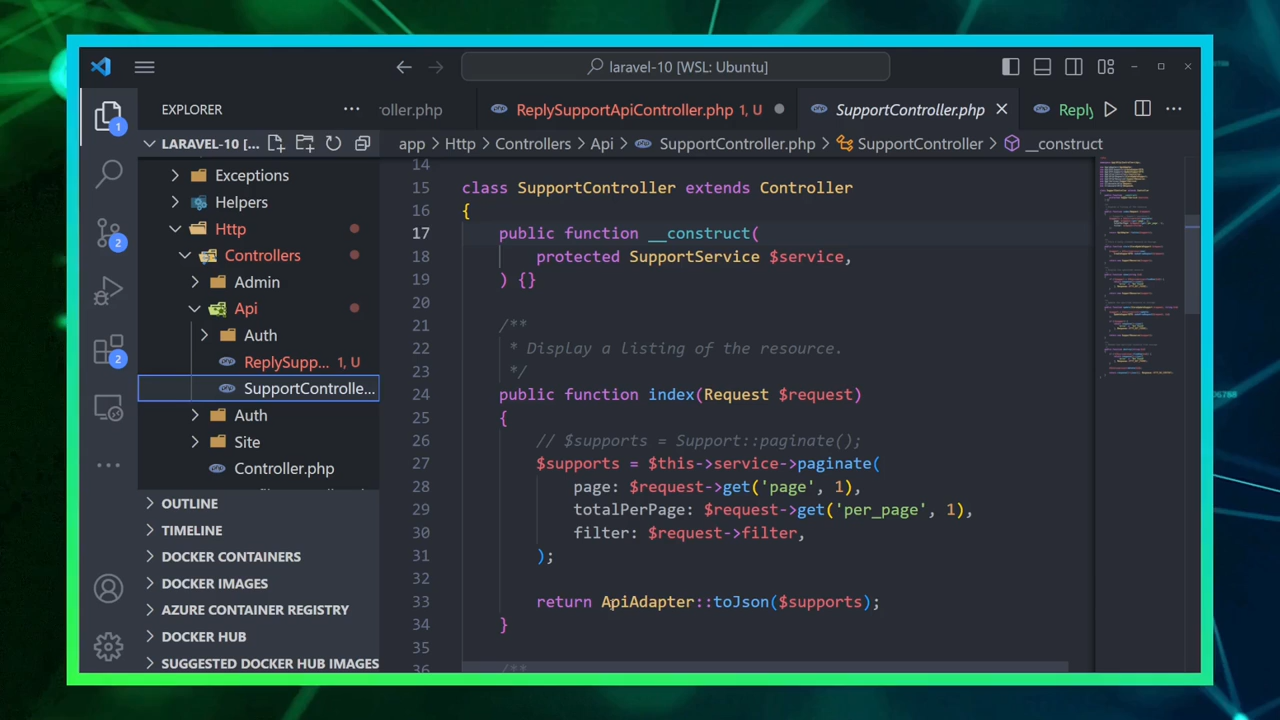 laravel-10 [WSL: Ubuntu]
EXPLORER
oller.php
ReplySupportApiController.php 1, U
SupportController.php
Reply
1
LARAVEL-10 [...
app Http Controllers Api SupportController.php SupportController __construct
Exceptions
Helpers
Http
Controllers
Admin
Api
Auth
ReplySupp... 1, U
SupportControlle...
Auth
Site
Controller.php
2
2
OUTLINE
TIMELINE
DOCKER CONTAINERS
DOCKER IMAGES
AZURE CONTAINER REGISTRY
DOCKER HUB
SUGGESTED DOCKER HUB IMAGES
14
15 class SupportController extends Controller
16 {
17 public function __construct(
18 protected SupportService $service,
19 ) {}
20
21 /**
22 * Display a listing of the resource.
23 */
24 public function index(Request $request)
25 {
26 // $supports = Support::paginate();
27 $supports = $this->service->paginate(
28 page: $request->get('page', 1),
29 totalPerPage: $request->get('per_page', 1),
30 filter: $request->filter,
31 );
32
33 return ApiAdapter::toJson($supports);
34 }
35
36 /**